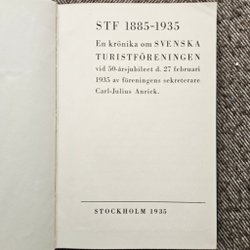 STF 1885-1935
En krönika om SVENSKA
TURISTFÖRENINGEN
vid 50-årsjubileet d. 27 februari
1935 av föreningens sekreterare
Carl-Julius Anrick.
STOCKHOLM 1935